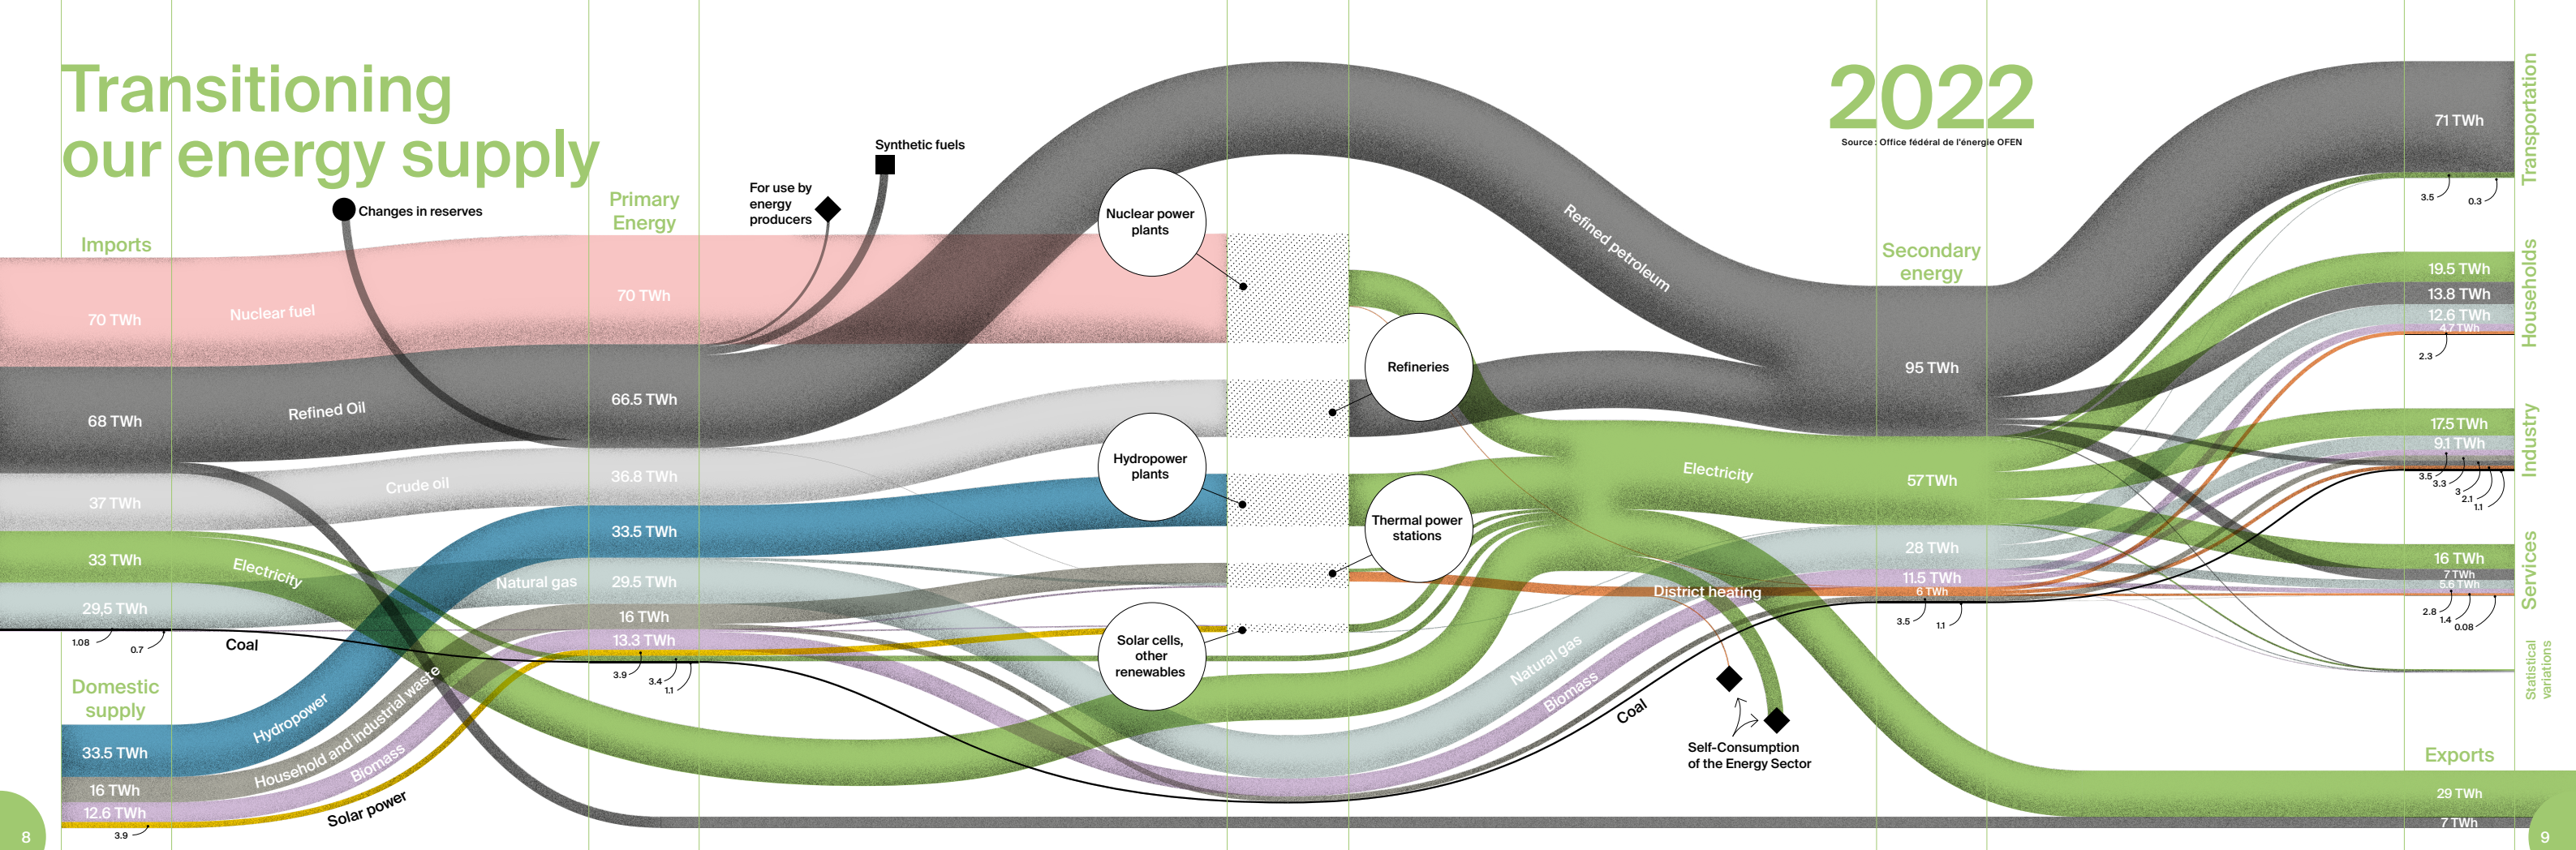 Transitioning
our energy supply
2022
Source : Office fédéral de l'énergie OFEN
Changes in reserves
For use by
energy
producers
Synthetic fuels
Imports
70 TWh
Nuclear fuel
68 TWh
Refined Oil
37 TWh
Crude oil
33 TWh
Electricity
29,5 TWh
Natural gas
1.08
0.7
Coal
Domestic
supply
33.5 TWh
Hydropower
16 TWh
Household and industrial waste
12.6 TWh
Biomass
3.9
Solar power
Primary
Energy
70 TWh
66.5 TWh
36.8 TWh
33.5 TWh
29.5 TWh
16 TWh
13.3 TWh
3.9
3.4
1.1
Nuclear power
plants
Refineries
Hydropower
plants
Thermal power
stations
Solar cells,
other
renewables
Refined petroleum
Electricity
District heating
Natural gas
Biomass
Coal
Self-Consumption
of the Energy Sector
Secondary
energy
95 TWh
57 TWh
28 TWh
11.5 TWh
6 TWh
3.5
1.1
Transportation
71 TWh
3.5
0.3
Households
19.5 TWh
13.8 TWh
12.6 TWh
4.7 TWh
2.3
Industry
17.5 TWh
9.1 TWh
3.5
3.3
3
2.1
1.1
Services
16 TWh
7 TWh
5.6 TWh
2.8
1.4
0.08
Statistical
variations
Exports
29 TWh
7 TWh
8
9